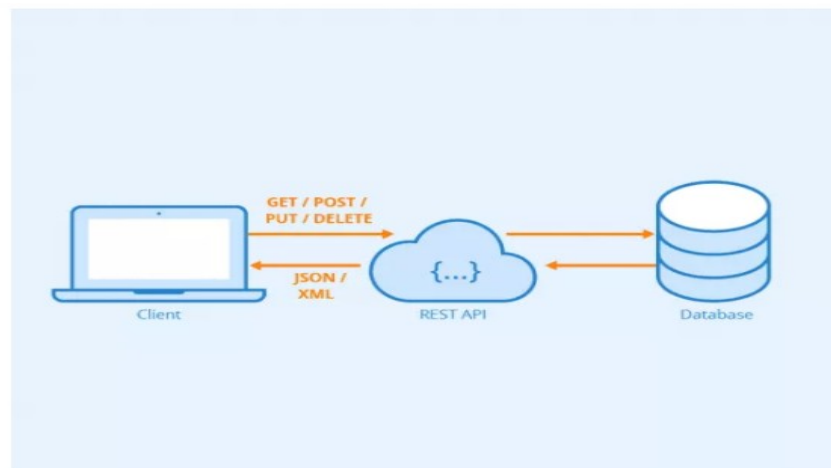 GET / POST /
PUT / DELETE
{...}
JSON /
XML
Client
REST API
Database